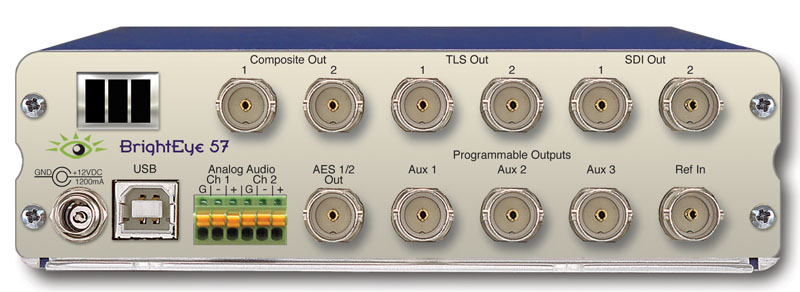 Composite Out
TLS Out
SDI Out
1
2
1
2
1
2
BrightEye 57
Programmable Outputs
GND
+12VDC
1200mA
USB
Analog Audio
Ch 1
Ch 2
G - + G - +
AES 1/2
Out
Aux 1
Aux 2
Aux 3
Ref In